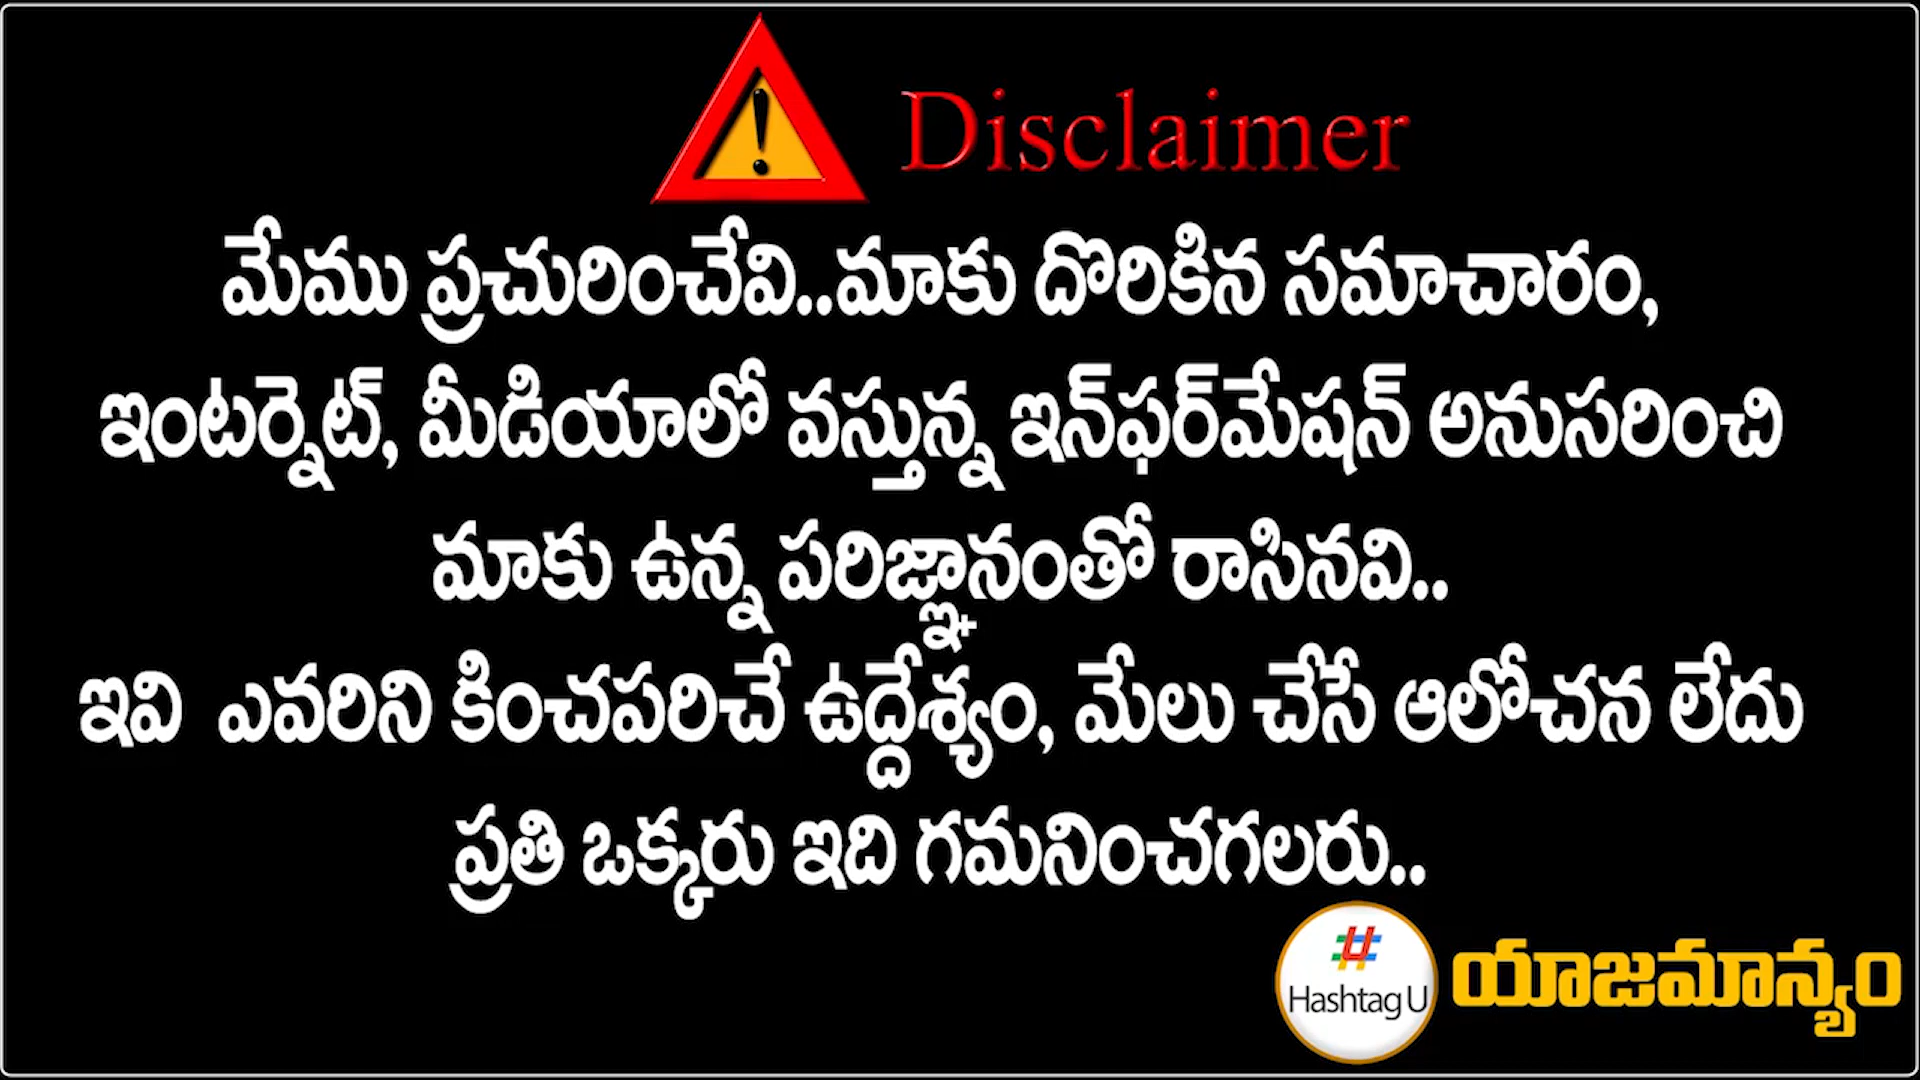 Disclaimer
మేము ప్రచురించేవి..మాకు దొరికిన సమాచారం,
ఇంటర్నెట్, మీడియాలో వస్తున్న ఇన్‌ఫర్‌మేషన్ అనుసరించి
మాకు ఉన్న పరిజ్ఞానంతో రాసినవి..
ఇవి ఎవరిని కించపరిచే ఉద్దేశ్యం, మేలు చేసే ఆలోచన లేదు
ప్రతి ఒక్కరు ఇది గమనించగలరు..
Hashtag U
యాజమాన్యం